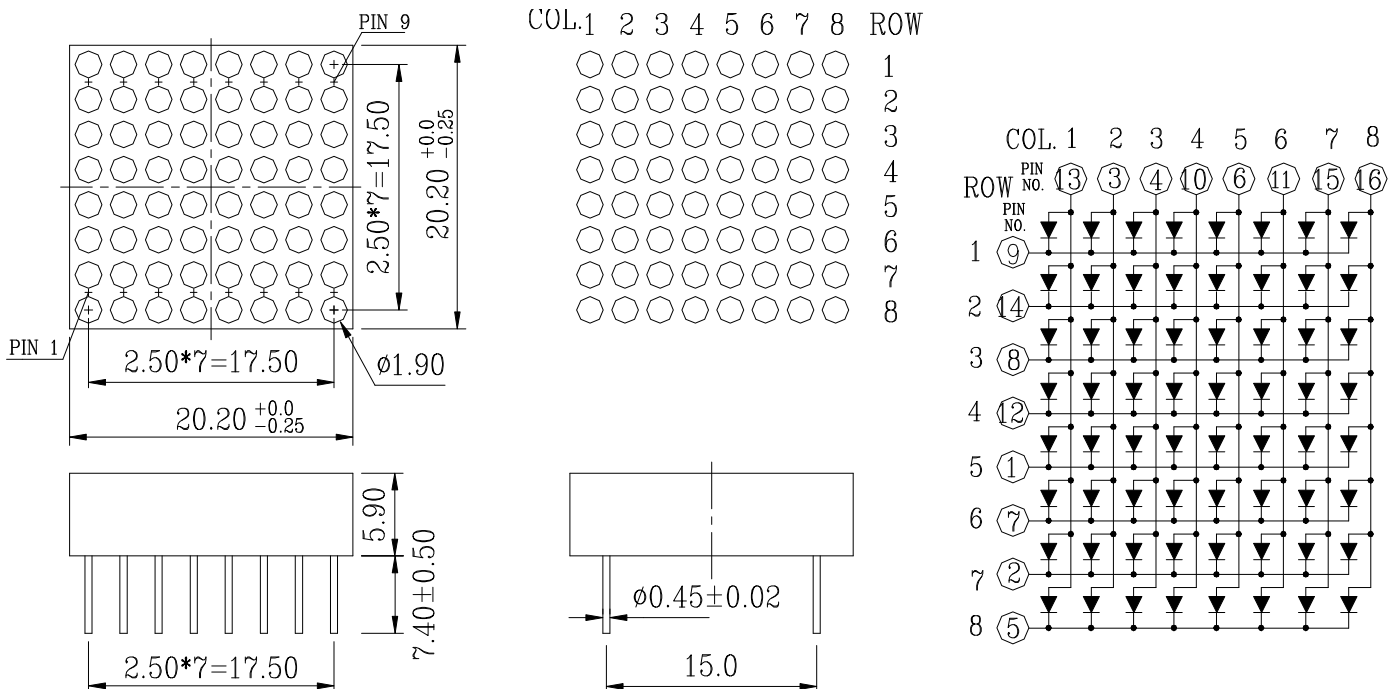 PIN 9
2.50*7=17.50
20.20 +0.0 -0.25
PIN 1
2.50*7=17.50
ø1.90
20.20 +0.0 -0.25
5.90
7.40±0.50
2.50*7=17.50
COL. 1 2 3 4 5 6 7 8 ROW
1
2
3
4
5
6
7
8
ø0.45±0.02
15.0
COL. 1 2 3 4 5 6 7 8
ROW PIN NO. 13 3 4 10 6 11 15 16
PIN NO.
1 9
2 14
3 8
4 12
5 1
6 7
7 2
8 5